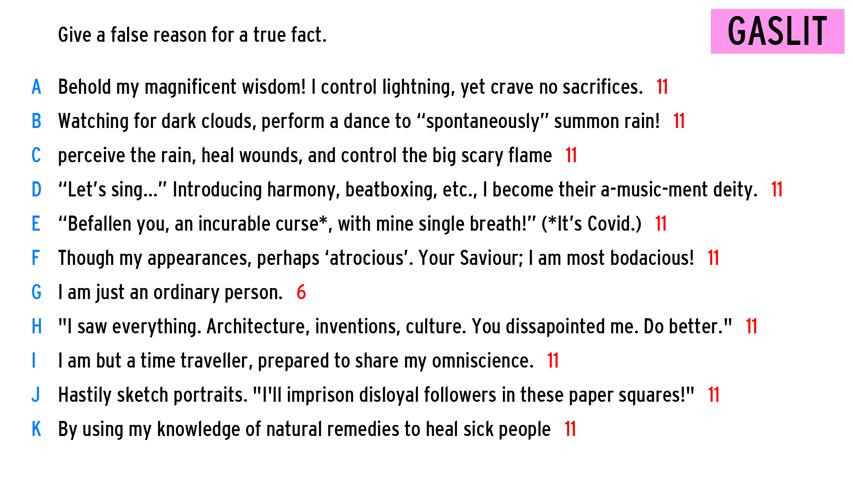 Give a false reason for a true fact.
GASLIT
A Behold my magnificent wisdom! I control lightning, yet crave no sacrifices. 11
B Watching for dark clouds, perform a dance to “spontaneously” summon rain! 11
C perceive the rain, heal wounds, and control the big scary flame 11
D “Let’s sing...” Introducing harmony, beatboxing, etc., I become their a-music-ment deity. 11
E “Befallen you, an incurable curse*, with mine single breath!” (*It’s Covid.) 11
F Though my appearances, perhaps ‘atrocious’. Your Saviour; I am most bodacious! 11
G I am just an ordinary person. 6
H "I saw everything. Architecture, inventions, culture. You dissapointed me. Do better." 11
I I am but a time traveller, prepared to share my omniscience. 11
J Hastily sketch portraits. "I'll imprison disloyal followers in these paper squares!" 11
K By using my knowledge of natural remedies to heal sick people 11